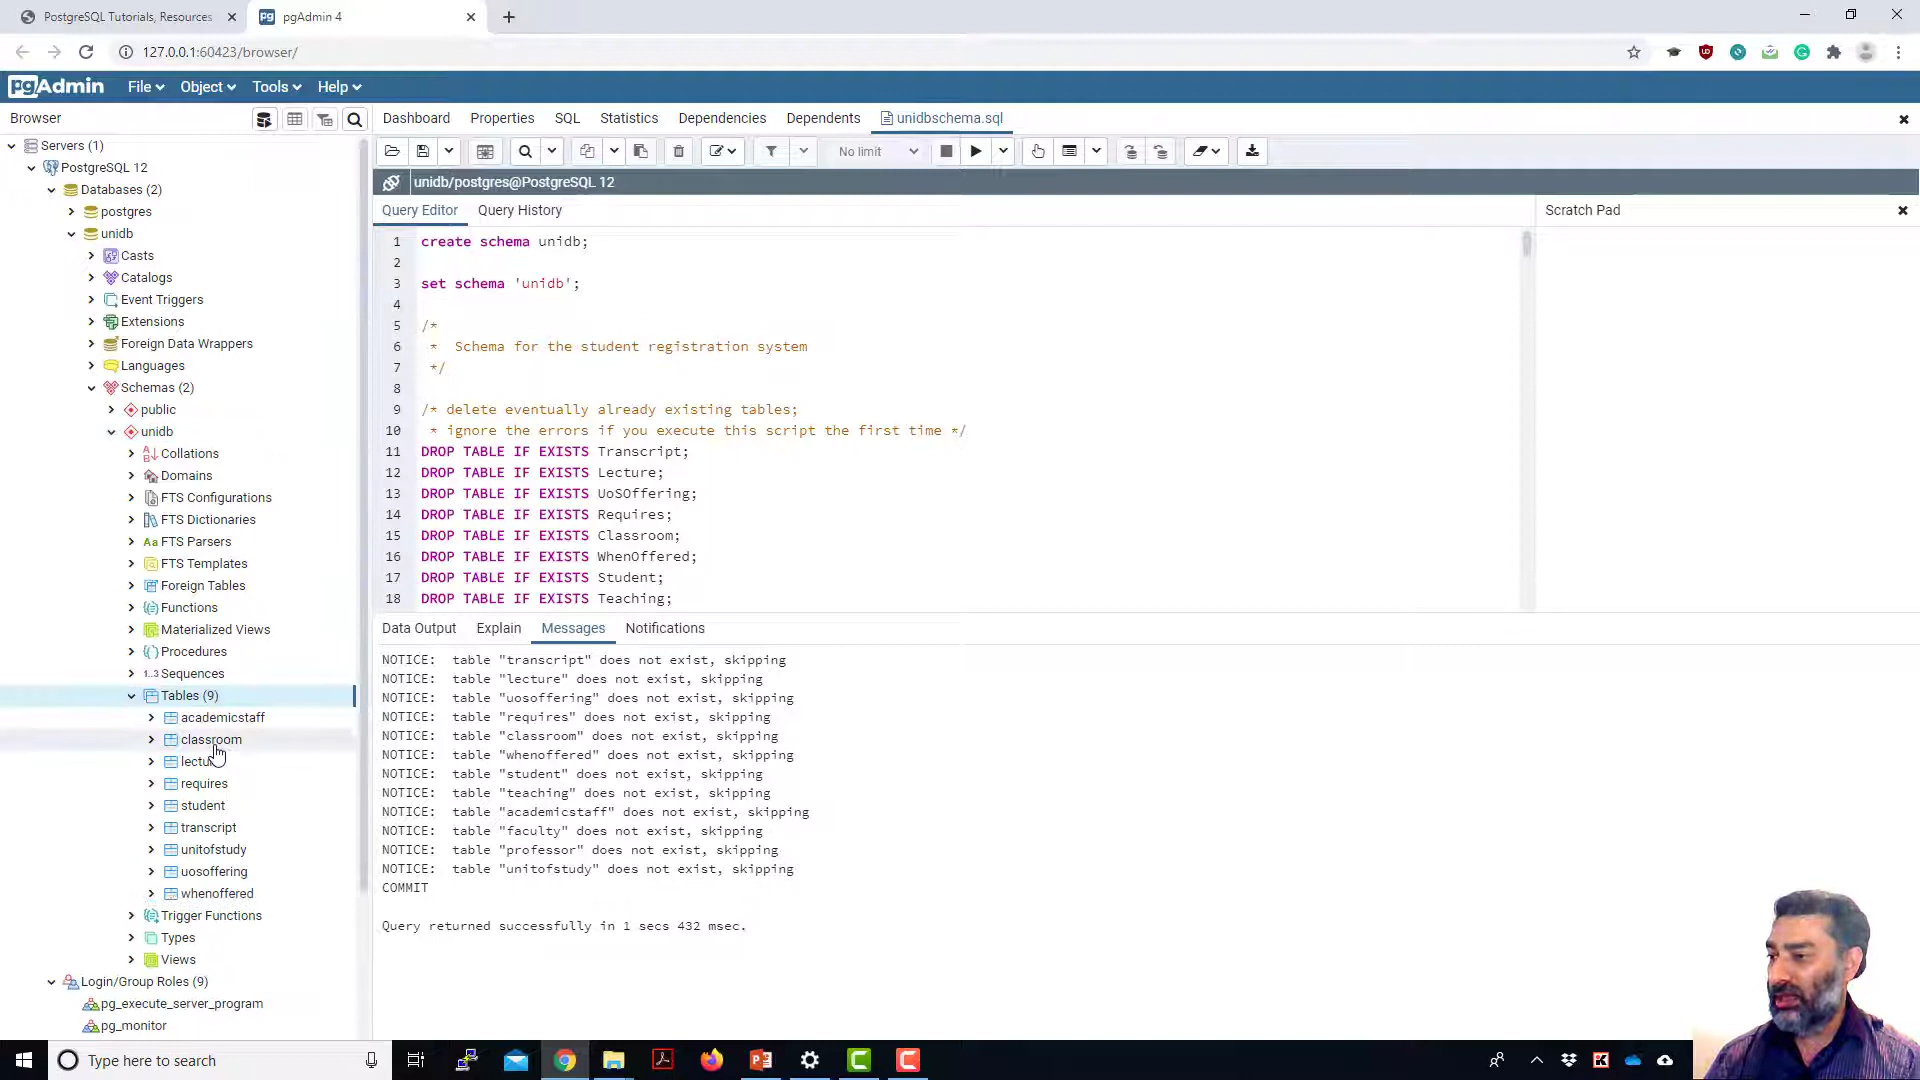 PostgreSQL Tutorials, Resources
pgAdmin 4
127.0.0.1:60423/browser/
pgAdmin File Object Tools Help
Browser
Dashboard Properties SQL Statistics Dependencies Dependents unidbschema.sql
No limit
unidb/postgres@PostgreSQL 12
Query Editor Query History
Scratch Pad
Servers (1)
PostgreSQL 12
Databases (2)
postgres
unidb
Casts
Catalogs
Event Triggers
Extensions
Foreign Data Wrappers
Languages
Schemas (2)
public
unidb
Collations
Domains
FTS Configurations
FTS Dictionaries
Aa FTS Parsers
FTS Templates
Foreign Tables
Functions
Materialized Views
Procedures
1..3 Sequences
Tables (9)
academicstaff
classroom
requires
student
transcript
unitofstudy
uosoffering
whenoffered
Trigger Functions
Types
Views
Login/Group Roles (9)
pg_execute_server_program
pg_monitor
1 create schema unidb;
2
3 set schema 'unidb';
4
5 /*
6 * Schema for the student registration system
7 */
8
9 /* delete eventually already existing tables;
10 * ignore the errors if you execute this script the first time */
11 DROP TABLE IF EXISTS Transcript;
12 DROP TABLE IF EXISTS Lecture;
13 DROP TABLE IF EXISTS UoSOffering;
14 DROP TABLE IF EXISTS Requires;
15 DROP TABLE IF EXISTS Classroom;
16 DROP TABLE IF EXISTS WhenOffered;
17 DROP TABLE IF EXISTS Student;
18 DROP TABLE IF EXISTS Teaching;
Data Output Explain Messages Notifications
NOTICE: table "transcript" does not exist, skipping
NOTICE: table "lecture" does not exist, skipping
NOTICE: table "uosoffering" does not exist, skipping
NOTICE: table "requires" does not exist, skipping
NOTICE: table "classroom" does not exist, skipping
NOTICE: table "whenoffered" does not exist, skipping
NOTICE: table "student" does not exist, skipping
NOTICE: table "teaching" does not exist, skipping
NOTICE: table "academicstaff" does not exist, skipping
NOTICE: table "faculty" does not exist, skipping
NOTICE: table "professor" does not exist, skipping
NOTICE: table "unitofstudy" does not exist, skipping
COMMIT
Query returned successfully in 1 secs 432 msec.
Type here to search